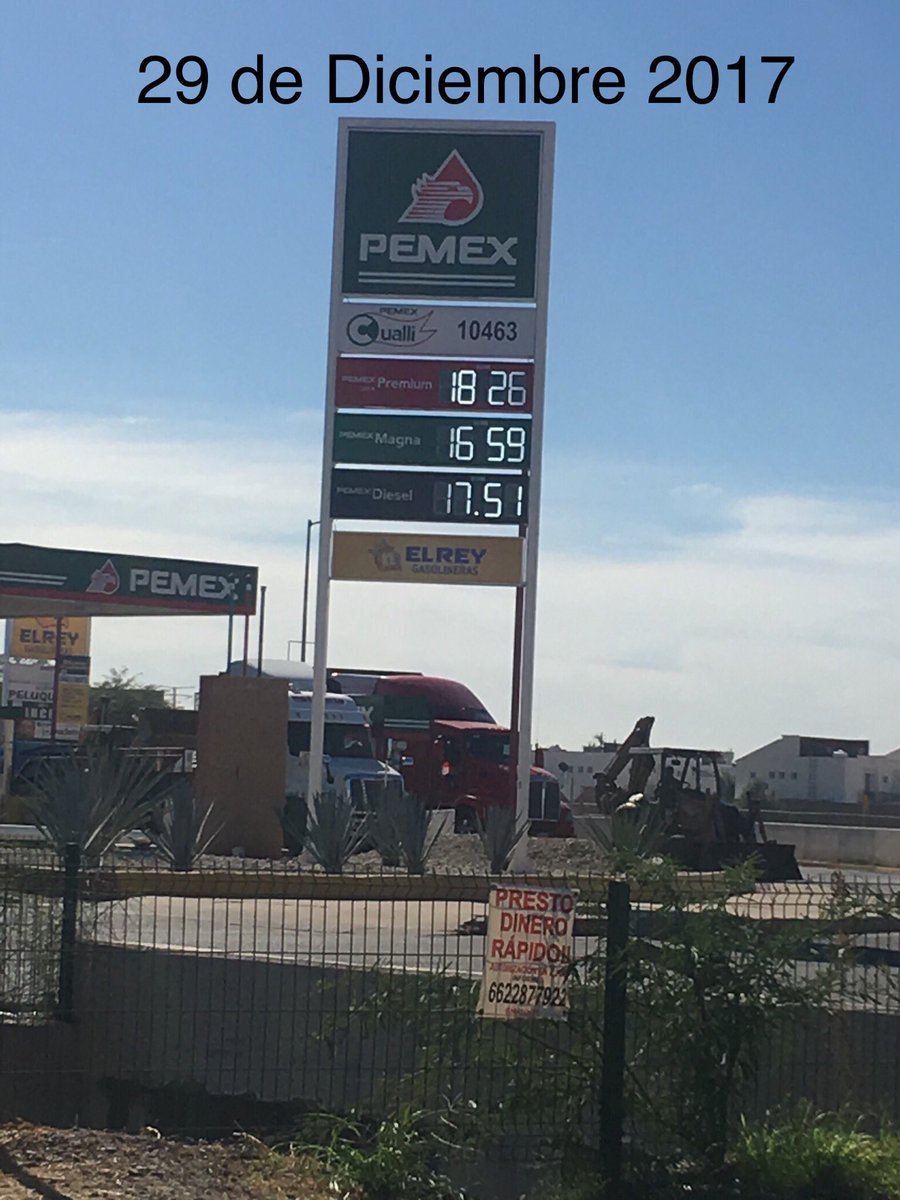 29 de Diciembre 2017
PEMEX
PEMEX
Cualli 10463
PEMEX Premium 18 26
PEMEX Magna 16 59
PEMEX Diesel 17.51
ELREY
GASOLINERAS
PEMEX
ELREY
PRESTO
DINERO
RÁPIDO!!
6622877922